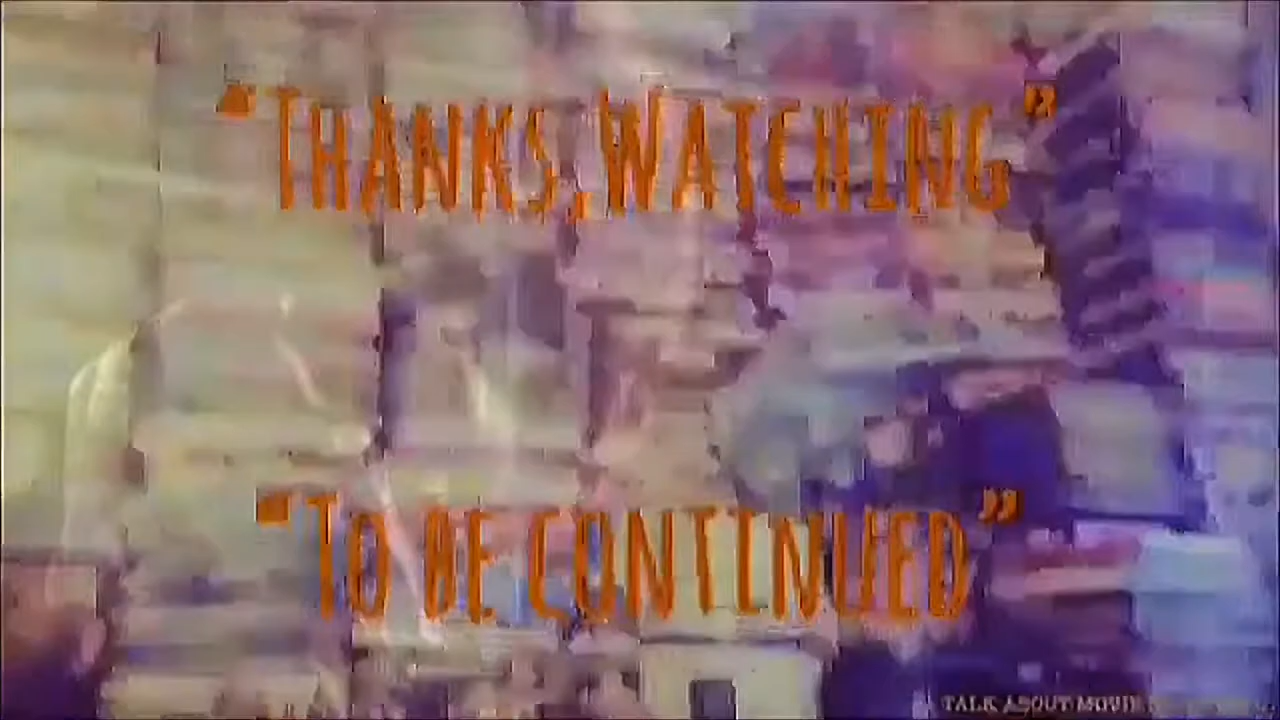 “THANKS,WATCHING”
“TO BE CONTINUED”
TALK ABOUT MOVIE